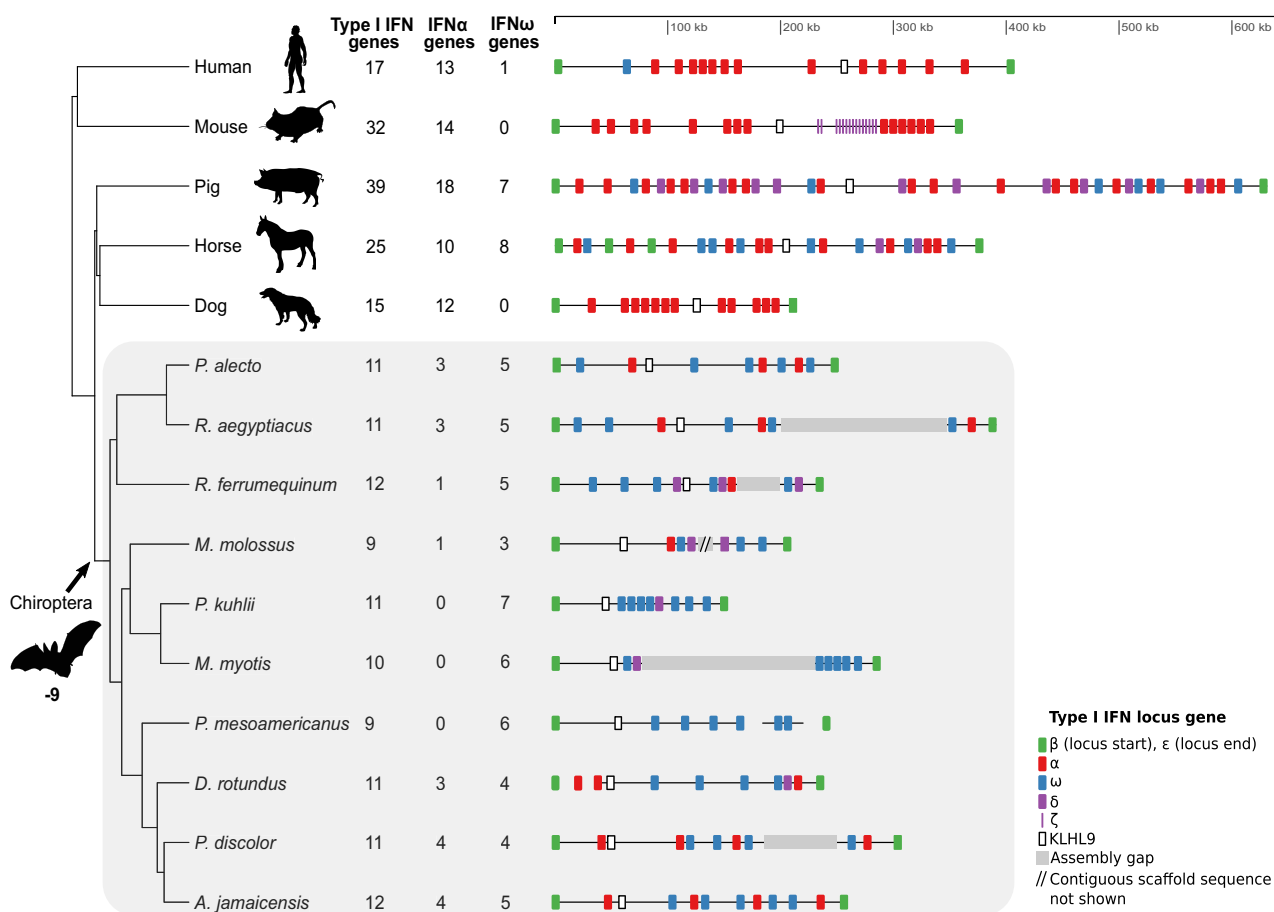 Type I IFN genes IFNα genes IFNω genes
100 kb 200 kb 300 kb 400 kb 500 kb 600 kb
Human 17 13 1
Mouse 32 14 0
Pig 39 18 7
Horse 25 10 8
Dog 15 12 0
P. alecto 11 3 5
R. aegyptiacus 11 3 5
R. ferrumequinum 12 1 5
M. molossus 9 1 3
P. kuhlii 11 0 7
M. myotis 10 0 6
P. mesoamericanus 9 0 6
D. rotundus 11 3 4
P. discolor 11 4 4
A. jamaicensis 12 4 5
Chiroptera
-9
Type I IFN locus gene
β (locus start), ε (locus end)
α
ω
δ
ζ
KLHL9
Assembly gap
// Contiguous scaffold sequence
not shown